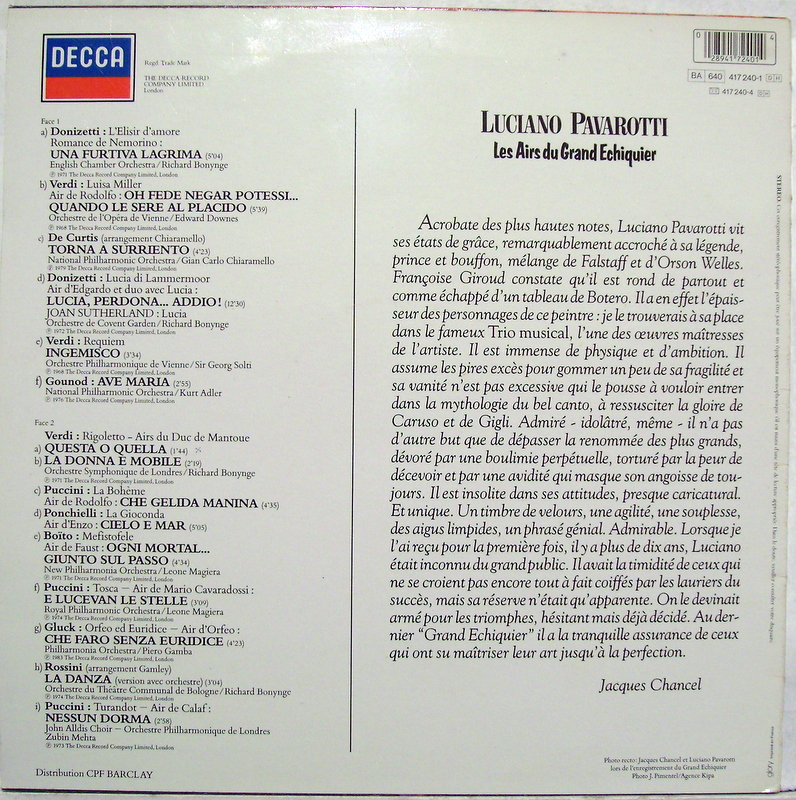 DECCA
Regd. Trade Mark
THE DECCA RECORD
COMPANY LIMITED
London
0 28941 72401 4
BA 640 417 240-1
417 240-4
Face 1
a) Donizetti : L'Elisir d'amore
Romance de Nemorino :
UNA FURTIVA LAGRIMA (5'04)
English Chamber Orchestra/Richard Bonynge
℗ 1971 The Decca Record Company Limited, London
b) Verdi : Luisa Miller
Air de Rodolfo : OH FEDE NEGAR POTESSI...
QUANDO LE SERE AL PLACIDO (5'39)
Orchestre de l'Opéra de Vienne/Edward Downes
℗ 1968 The Decca Record Company Limited, London
c) De Curtis (arrangement Chiaramello)
TORNA A SURRIENTO (4'23)
National Philharmonic Orchestra/Gian Carlo Chiaramello
℗ 1979 The Decca Record Company Limited, London
d) Donizetti : Lucia di Lammermoor
Air d'Edgardo et duo avec Lucia :
LUCIA, PERDONA... ADDIO! (12'30)
JOAN SUTHERLAND : Lucia
Orchestre de Covent Garden/Richard Bonynge
℗ 1972 The Decca Record Company Limited, London
e) Verdi : Requiem
INGEMISCO (3'34)
Orchestre Philharmonique de Vienne/Sir Georg Solti
℗ 1968 The Decca Record Company Limited, London
f) Gounod : AVE MARIA (2'55)
National Philharmonic Orchestra/Kurt Adler
℗ 1976 The Decca Record Company Limited, London
Face 2
Verdi : Rigoletto - Airs du Duc de Mantoue
a) QUESTA O QUELLA (1'44)
b) LA DONNA E MOBILE (2'19)
Orchestre Symphonique de Londres/Richard Bonynge
℗ 1971 The Decca Record Company Limited, London
c) Puccini : La Bohème
Air de Rodolfo : CHE GELIDA MANINA (4'35)
d) Ponchielli : La Gioconda
Air d'Enzo : CIELO E MAR (5'05)
e) Boïto : Mefistofele
Air de Faust : OGNI MORTAL...
GIUNTO SUL PASSO (4'34)
New Philharmonia Orchestra/Leone Magiera
℗ 1971 The Decca Record Company Limited, London
f) Puccini : Tosca – Air de Mario Cavaradossi :
E LUCEVAN LE STELLE (3'09)
Royal Philharmonic Orchestra/Leone Magiera
℗ 1974 The Decca Record Company Limited, London
g) Gluck : Orfeo ed Euridice – Air d'Orfeo :
CHE FARO SENZA EURIDICE (4'23)
Philharmonia Orchestra/Piero Gamba
℗ 1983 The Decca Record Company Limited, London
h) Rossini (arrangement Gamley)
LA DANZA (version avec orchestre) (3'04)
Orchestre du Théâtre Communal de Bologne/Richard Bonynge
℗ 1974 The Decca Record Company Limited, London
i) Puccini : Turandot – Air de Calaf :
NESSUN DORMA (2'58)
John Alldis Choir – Orchestre Philharmonique de Londres
Zubin Mehta
℗ 1973 The Decca Record Company Limited, London
Distribution CPF BARCLAY
LUCIANO PAVAROTTI
Les Airs du Grand Echiquier
Acrobate des plus hautes notes, Luciano Pavarotti vit
ses états de grâce, remarquablement accroché à sa légende,
prince et bouffon, mélange de Falstaff et d'Orson Welles.
Françoise Giroud constate qu'il est rond de partout et
comme échappé d'un tableau de Botero. Il a en effet l'épais-
seur des personnages de ce peintre : je le trouverais à sa place
dans le fameux Trio musical, l'une des œuvres maîtresses
de l'artiste. Il est immense de physique et d'ambition. Il
assume les pires excès pour gommer un peu de sa fragilité et
sa vanité n'est pas excessive qui le pousse à vouloir entrer
dans la mythologie du bel canto, à ressusciter la gloire de
Caruso et de Gigli. Admiré - idolâtré, même - il n'a pas
d'autre but que de dépasser la renommée des plus grands,
dévoré par une boulimie perpétuelle, torturé par la peur de
décevoir et par une avidité qui masque son angoisse de tou-
jours. Il est insolite dans ses attitudes, presque caricatural.
Et unique. Un timbre de velours, une agilité, une souplesse,
des aigus limpides, un phrasé génial. Admirable. Lorsque je
l'ai reçu pour la première fois, il y a plus de dix ans, Luciano
était inconnu du grand public. Il avait la timidité de ceux qui
ne se croient pas encore tout à fait coiffés par les lauriers du
succès, mais sa réserve n'était qu'apparente. On le devinait
armé pour les triomphes, hésitant mais déjà décidé. Au der-
nier "Grand Echiquier" il a la tranquille assurance de ceux
qui ont su maîtriser leur art jusqu'à la perfection.
Jacques Chancel
Photo recto: Jacques Chancel et Luciano Pavarotti
lors de l'enregistrement du Grand Echiquier
Photo J. Pimentel/Agence Kipa
STEREO.